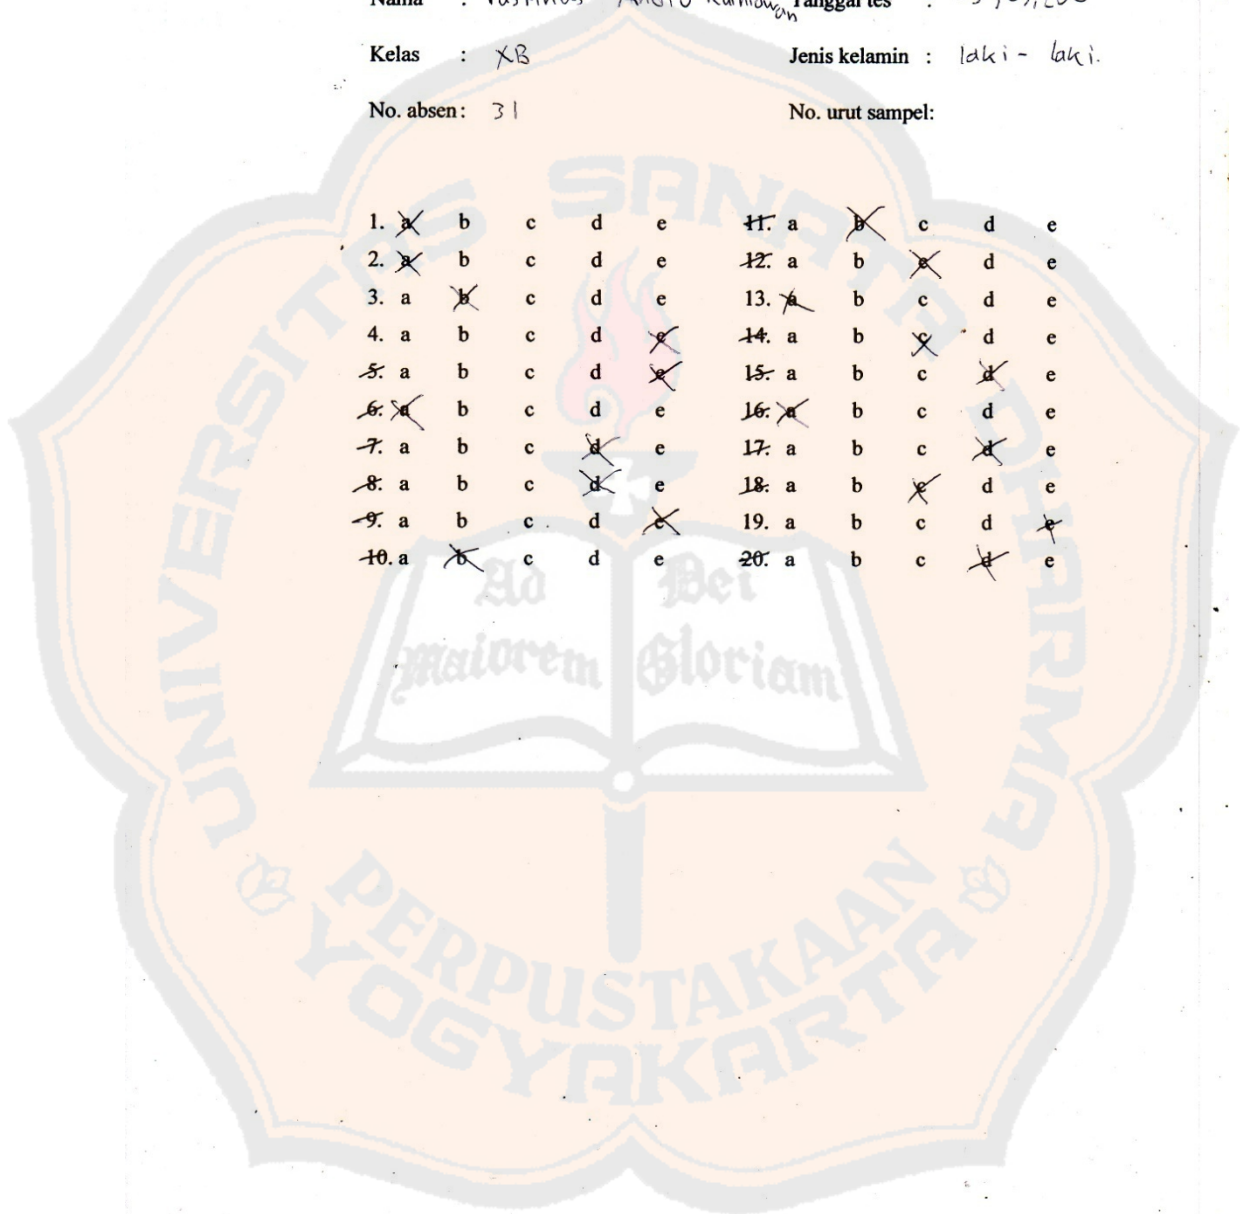 Nama : Kurniawan Tanggal tes :
Kelas : XB Jenis kelamin : laki - laki.
No. absen : 31 No. urut sampel:
1. a b c d e 11. a b c d e
2. a b c d e 12. a b c d e
3. a b c d e 13. a b c d e
4. a b c d e 14. a b c d e
5. a b c d e 15. a b c d e
6. a b c d e 16. a b c d e
7. a b c d e 17. a b c d e
8. a b c d e 18. a b c d e
9. a b c d e 19. a b c d e
10. a b c d e 20. a b c d e
UNIVERSITAS SANATA DHARMA
Ad Dei
maiorem Gloriam
PERPUSTAKAAN
YOGYAKARTA